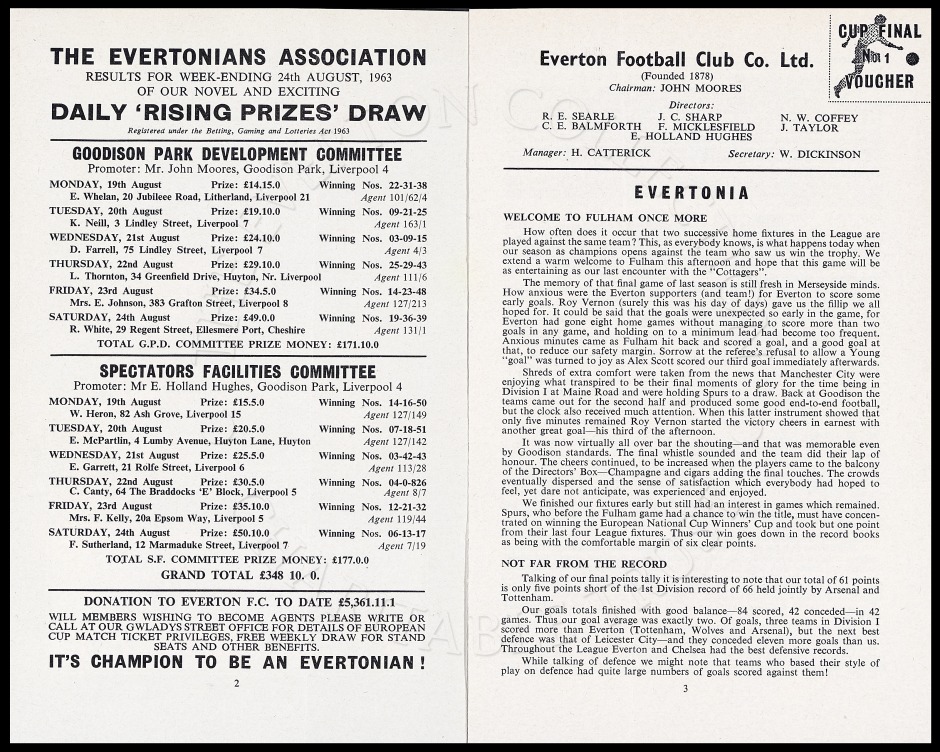 THE EVERTONIANS ASSOCIATION
RESULTS FOR WEEK-ENDING 24th AUGUST, 1963
OF OUR NOVEL AND EXCITING
DAILY 'RISING PRIZES' DRAW
Registered under the Betting, Gaming and Lotteries Act 1963
GOODISON PARK DEVELOPMENT COMMITTEE
Promoter: Mr. John Moores, Goodison Park, Liverpool 4
MONDAY, 19th August Prize: £14.15.0 Winning Nos. 22-31-38
E. Whelan, 20 Jubileee Road, Litherland, Liverpool 21 Agent 101/62/4
TUESDAY, 20th August Prize: £19.10.0 Winning Nos. 09-21-25
K. Neill, 3 Lindley Street, Liverpool 7 Agent 163/1
WEDNESDAY, 21st August Prize: £24.10.0 Winning Nos. 03-09-15
D. Farrell, 75 Lindley Street, Liverpool 7 Agent 4/3
THURSDAY, 22nd August Prize: £29.10.0 Winning Nos. 25-29-43
L. Thornton, 34 Greenfield Drive, Huyton, Nr. Liverpool Agent 111/6
FRIDAY, 23rd August Prize: £34.5.0 Winning Nos. 14-23-48
Mrs. E. Johnson, 383 Grafton Street, Liverpool 8 Agent 127/213
SATURDAY, 24th August Prize: £49.0.0 Winning Nos. 19-36-39
R. White, 29 Regent Street, Ellesmere Port, Cheshire Agent 131/1
TOTAL G.P.D. COMMITTEE PRIZE MONEY: £171.10.0
SPECTATORS FACILITIES COMMITTEE
Promoter: Mr E. Holland Hughes, Goodison Park, Liverpool 4
MONDAY, 19th August Prize: £15.5.0 Winning Nos. 14-16-50
W. Heron, 82 Ash Grove, Liverpool 15 Agent 127/149
TUESDAY, 20th August Prize: £20.5.0 Winning Nos. 07-18-51
E. McPartlin, 4 Lumby Avenue, Huyton Lane, Huyton Agent 127/142
WEDNESDAY, 21st August Prize: £25.5.0 Winning Nos. 03-42-43
E. Garrett, 21 Rolfe Street, Liverpool 6 Agent 113/28
THURSDAY, 22nd August Prize: £30.5.0 Winning Nos. 04-0-826
C. Canty, 64 The Braddocks 'E' Block, Liverpool 5 Agent 8/7
FRIDAY, 23rd August Prize: £35.10.0 Winning Nos. 12-21-32
Mrs. F. Kelly, 20a Epsom Way, Liverpool 5 Agent 119/44
SATURDAY, 24th August Prize: £50.10.0 Winning Nos. 06-13-17
F. Sutherland, 12 Marmaduke Street, Liverpool 7 Agent 7/19
TOTAL S.F. COMMITTEE PRIZE MONEY: £177.0.0
GRAND TOTAL £348 10. 0.
DONATION TO EVERTON F.C. TO DATE £5,361.11.1
WILL MEMBERS WISHING TO BECOME AGENTS PLEASE WRITE OR
CALL AT OUR GWLADYS STREET OFFICE FOR DETAILS OF EUROPEAN
CUP MATCH TICKET PRIVILEGES, FREE WEEKLY DRAW FOR STAND
SEATS AND OTHER BENEFITS.
IT'S CHAMPION TO BE AN EVERTONIAN!
2
Everton Football Club Co. Ltd.
(Founded 1878)
Chairman: JOHN MOORES
Directors:
R. E. SEARLE J. C. SHARP N. W. COFFEY
C. E. BALMFORTH F. MICKLESFIELD J. TAYLOR
E. HOLLAND HUGHES
Manager: H. CATTERICK Secretary: W. DICKINSON
CUP FINAL
No 1
VOUCHER
EVERTONIA
WELCOME TO FULHAM ONCE MORE
How often does it occur that two successive home fixtures in the League are
played against the same team? This, as everybody knows, is what happens today when
our season as champions opens against the team who saw us win the trophy. We
extend a warm welcome to Fulham this afternoon and hope that this game will be
as entertaining as our last encounter with the "Cottagers".
The memory of that final game of last season is still fresh in Merseyside minds.
How anxious were the Everton supporters (and team!) for Everton to score some
early goals. Roy Vernon (surely this was his day of days) gave us the fillip we all
hoped for. It could be said that the goals were unexpected so early in the game, for
Everton had gone eight home games without managing to score more than two
goals in any game, and holding on to a minimum lead had become too frequent.
Anxious minutes came as Fulham hit back and scored a goal, and a good goal at
that, to reduce our safety margin. Sorrow at the referee's refusal to allow a Young
"goal" was turned to joy as Alex Scott scored our third goal immediately afterwards.
Shreds of extra comfort were taken from the news that Manchester City were
enjoying what transpired to be their final moments of glory for the time being in
Division I at Maine Road and were holding Spurs to a draw. Back at Goodison the
teams came out for the second half and produced some good end-to-end football,
but the clock also received much attention. When this latter instrument showed that
only five minutes remained Roy Vernon started the victory cheers in earnest with
another great goal—his third of the afternoon.
It was now virtually all over bar the shouting—and that was memorable even
by Goodison standards. The final whistle sounded and the team did their lap of
honour. The cheers continued, to be increased when the players came to the balcony
of the Directors' Box—Champagne and cigars adding the final touches. The crowds
eventually dispersed and the sense of satisfaction which everybody had hoped to
feel, yet dare not anticipate, was experienced and enjoyed.
We finished our fixtures early but still had an interest in games which remained.
Spurs, who before the Fulham game had a chance to win the title, must have concen-
trated on winning the European National Cup Winners' Cup and took but one point
from their last four League fixtures. Thus our win goes down in the record books
as being with the comfortable margin of six clear points.
NOT FAR FROM THE RECORD
Talking of our final points tally it is interesting to note that our total of 61 points
is only five points short of the 1st Division record of 66 held jointly by Arsenal and
Tottenham.
Our goals totals finished with good balance—84 scored, 42 conceded—in 42
games. Thus our goal average was exactly two. Of goals, three teams in Division I
scored more than Everton (Tottenham, Wolves and Arsenal), but the next best
defence was that of Leicester City—and they conceded eleven more goals than us.
Throughout the League Everton and Chelsea had the best defensive records.
While talking of defence we might note that teams who based their style of
play on defence had quite large numbers of goals scored against them!
3